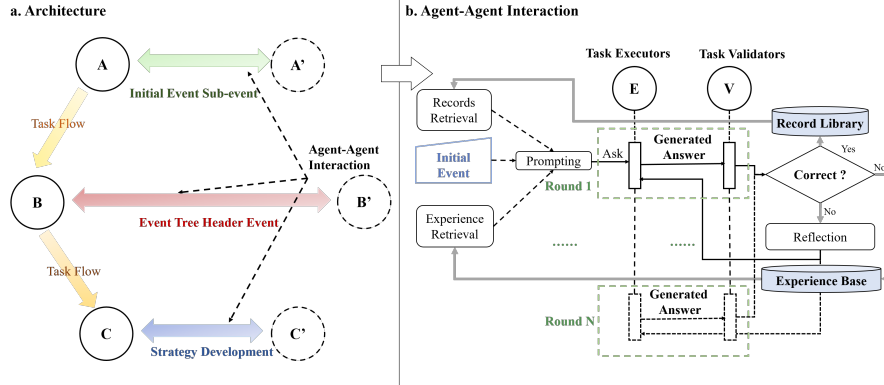 a. Architecture
A
A'
Initial Event Sub-event
Task Flow
Agent-Agent
Interaction
B
B'
Event Tree Header Event
Task Flow
C
C'
Strategy Development
b. Agent-Agent Interaction
Task Executors
Task Validators
E
V
Records
Retrieval
Initial
Event
Experience
Retrieval
Prompting
Ask
Generated
Answer
Round 1
......
......
Generated
Answer
Round N
Record Library
Yes
Correct ?
No
No
Reflection
Experience Base